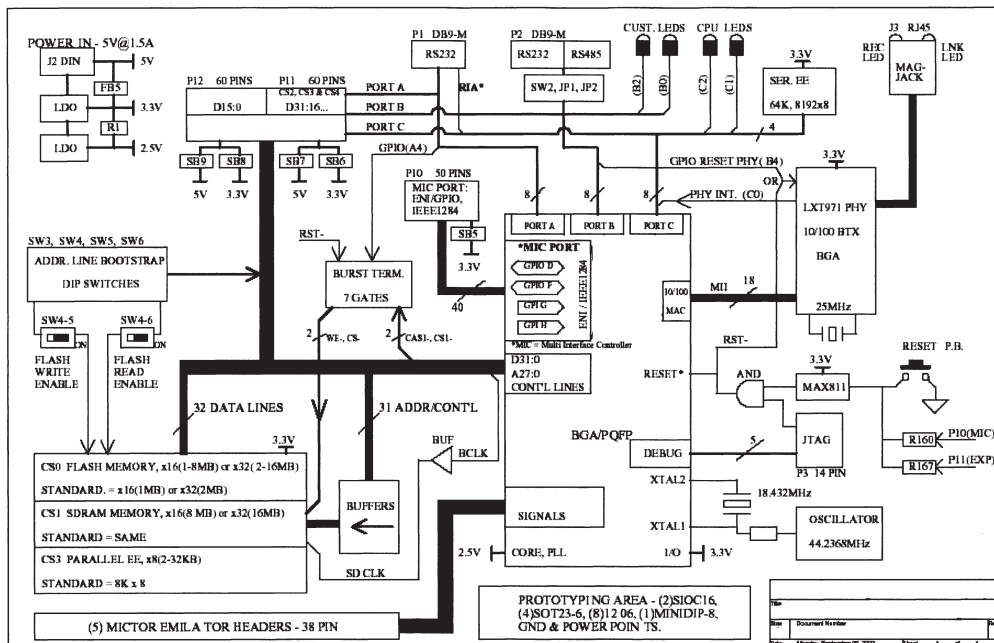 POWER IN - 5V@1.5A
J2 DIN
5V
FB5
LDO
3.3V
R1
LDO
2.5V
P12 60 PINS
P11 60 PINS
CS2, CS3 & CS4
D15:0
D31:16...
SB9
SB8
SB7
SB6
5V
3.3V
5V
3.3V
PORT A
PORT B
PORT C
P1 DB9-M
RS232
RIA*
P2 DB9-M
RS232
RS485
SW2, JP1, JP2
CUST. LEDS
CPU LEDS
(B2)
(B0)
(C2)
(C1)
3.3V
SER. EE
64K, 8192x8
4
J3 RJ45
REC LED
LNK LED
MAG-
JACK
GPIO(A4)
P10 50 PINS
MIC PORT:
ENI/GPIO,
IEEE1284
SB5
3.3V
40
8
8
8
GPIO RESET PHY( B4)
OR
PHY INT. (C0)
3.3V
LXT971 PHY
10/100 BTX
BGA
25MHz
SW3, SW4, SW5, SW6
ADDR. LINE BOOTSTRAP
DIP SWITCHES
SW4-5
SW4-6
ON
ON
FLASH
WRITE
ENABLE
FLASH
READ
ENABLE
RST-
BURST TERM.
7 GATES
2
WE-, CS-
2
CAS1-, CS1-
PORT A
PORT B
PORT C
*MIC PORT
GPIO D
GPIO F
GPI G
GPI H
ENI / IEEE1284
*MIC = Multi Interface Controller
D31:0
A27:0
CONT'L LINES
10/100
MAC
MII
18
RST-
RESET*
AND
3.3V
MAX811
RESET P.B.
R160
P10(MIC)
R167
P11(EXP)
JTAG
P3 14 PIN
BGA/PQFP
DEBUG
5
XTAL2
18.432MHz
XTAL1
OSCILLATOR
44.2368MHz
32 DATA LINES
31 ADDR/CONT'L
3.3V
BUF
BCLK
CS0 FLASH MEMORY, x16(1-8MB) or x32(2-16MB)
STANDARD. = x16(1MB) or x32(2MB)
CS1 SDRAM MEMORY, x16(8 MB) or x32(16MB)
STANDARD = SAME
CS3 PARALLEL EE, x8(2-32KB)
STANDARD = 8K x 8
BUFFERS
SD CLK
SIGNALS
2.5V
CORE, PLL
I/O
3.3V
(5) MICTOR EMILA TOR HEADERS - 38 PIN
PROTOTYPING AREA - (2)SIOC16,
(4)SOT23-6, (8)12 06, (1)MINIDIP-8,
GND & POWER POIN TS.
Title
Size
Document Number